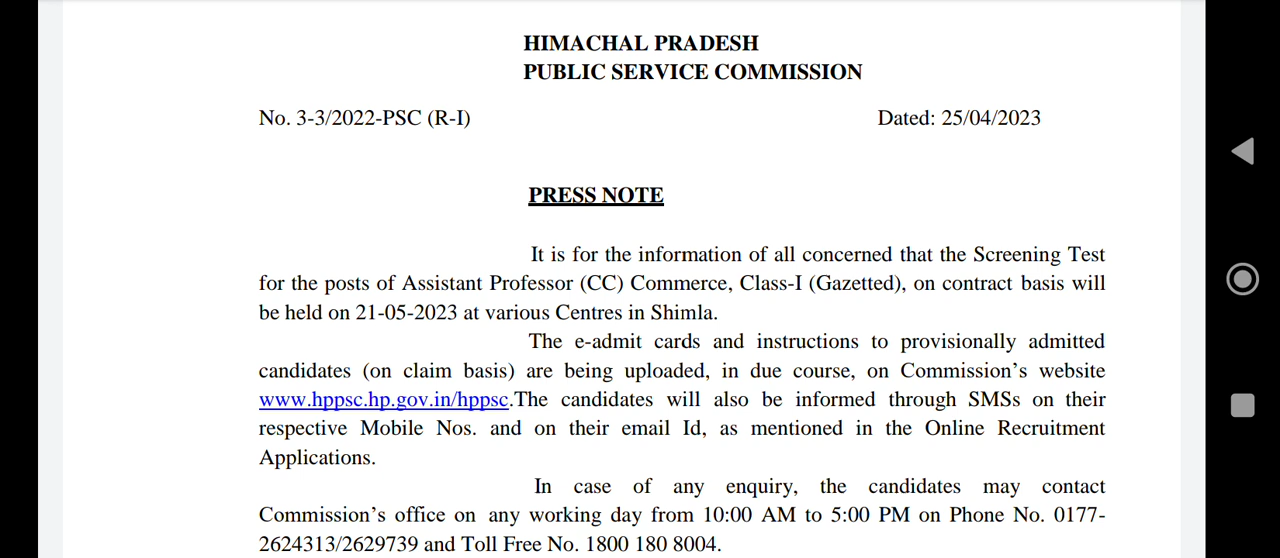 HIMACHAL PRADESH
PUBLIC SERVICE COMMISSION
No. 3-3/2022-PSC (R-I) Dated: 25/04/2023
PRESS NOTE
It is for the information of all concerned that the Screening Test
for the posts of Assistant Professor (CC) Commerce, Class-I (Gazetted), on contract basis will
be held on 21-05-2023 at various Centres in Shimla.
The e-admit cards and instructions to provisionally admitted
candidates (on claim basis) are being uploaded, in due course, on Commission’s website
www.hppsc.hp.gov.in/hppsc.The candidates will also be informed through SMSs on their
respective Mobile Nos. and on their email Id, as mentioned in the Online Recruitment
Applications.
In case of any enquiry, the candidates may contact
Commission’s office on any working day from 10:00 AM to 5:00 PM on Phone No. 0177-
2624313/2629739 and Toll Free No. 1800 180 8004.